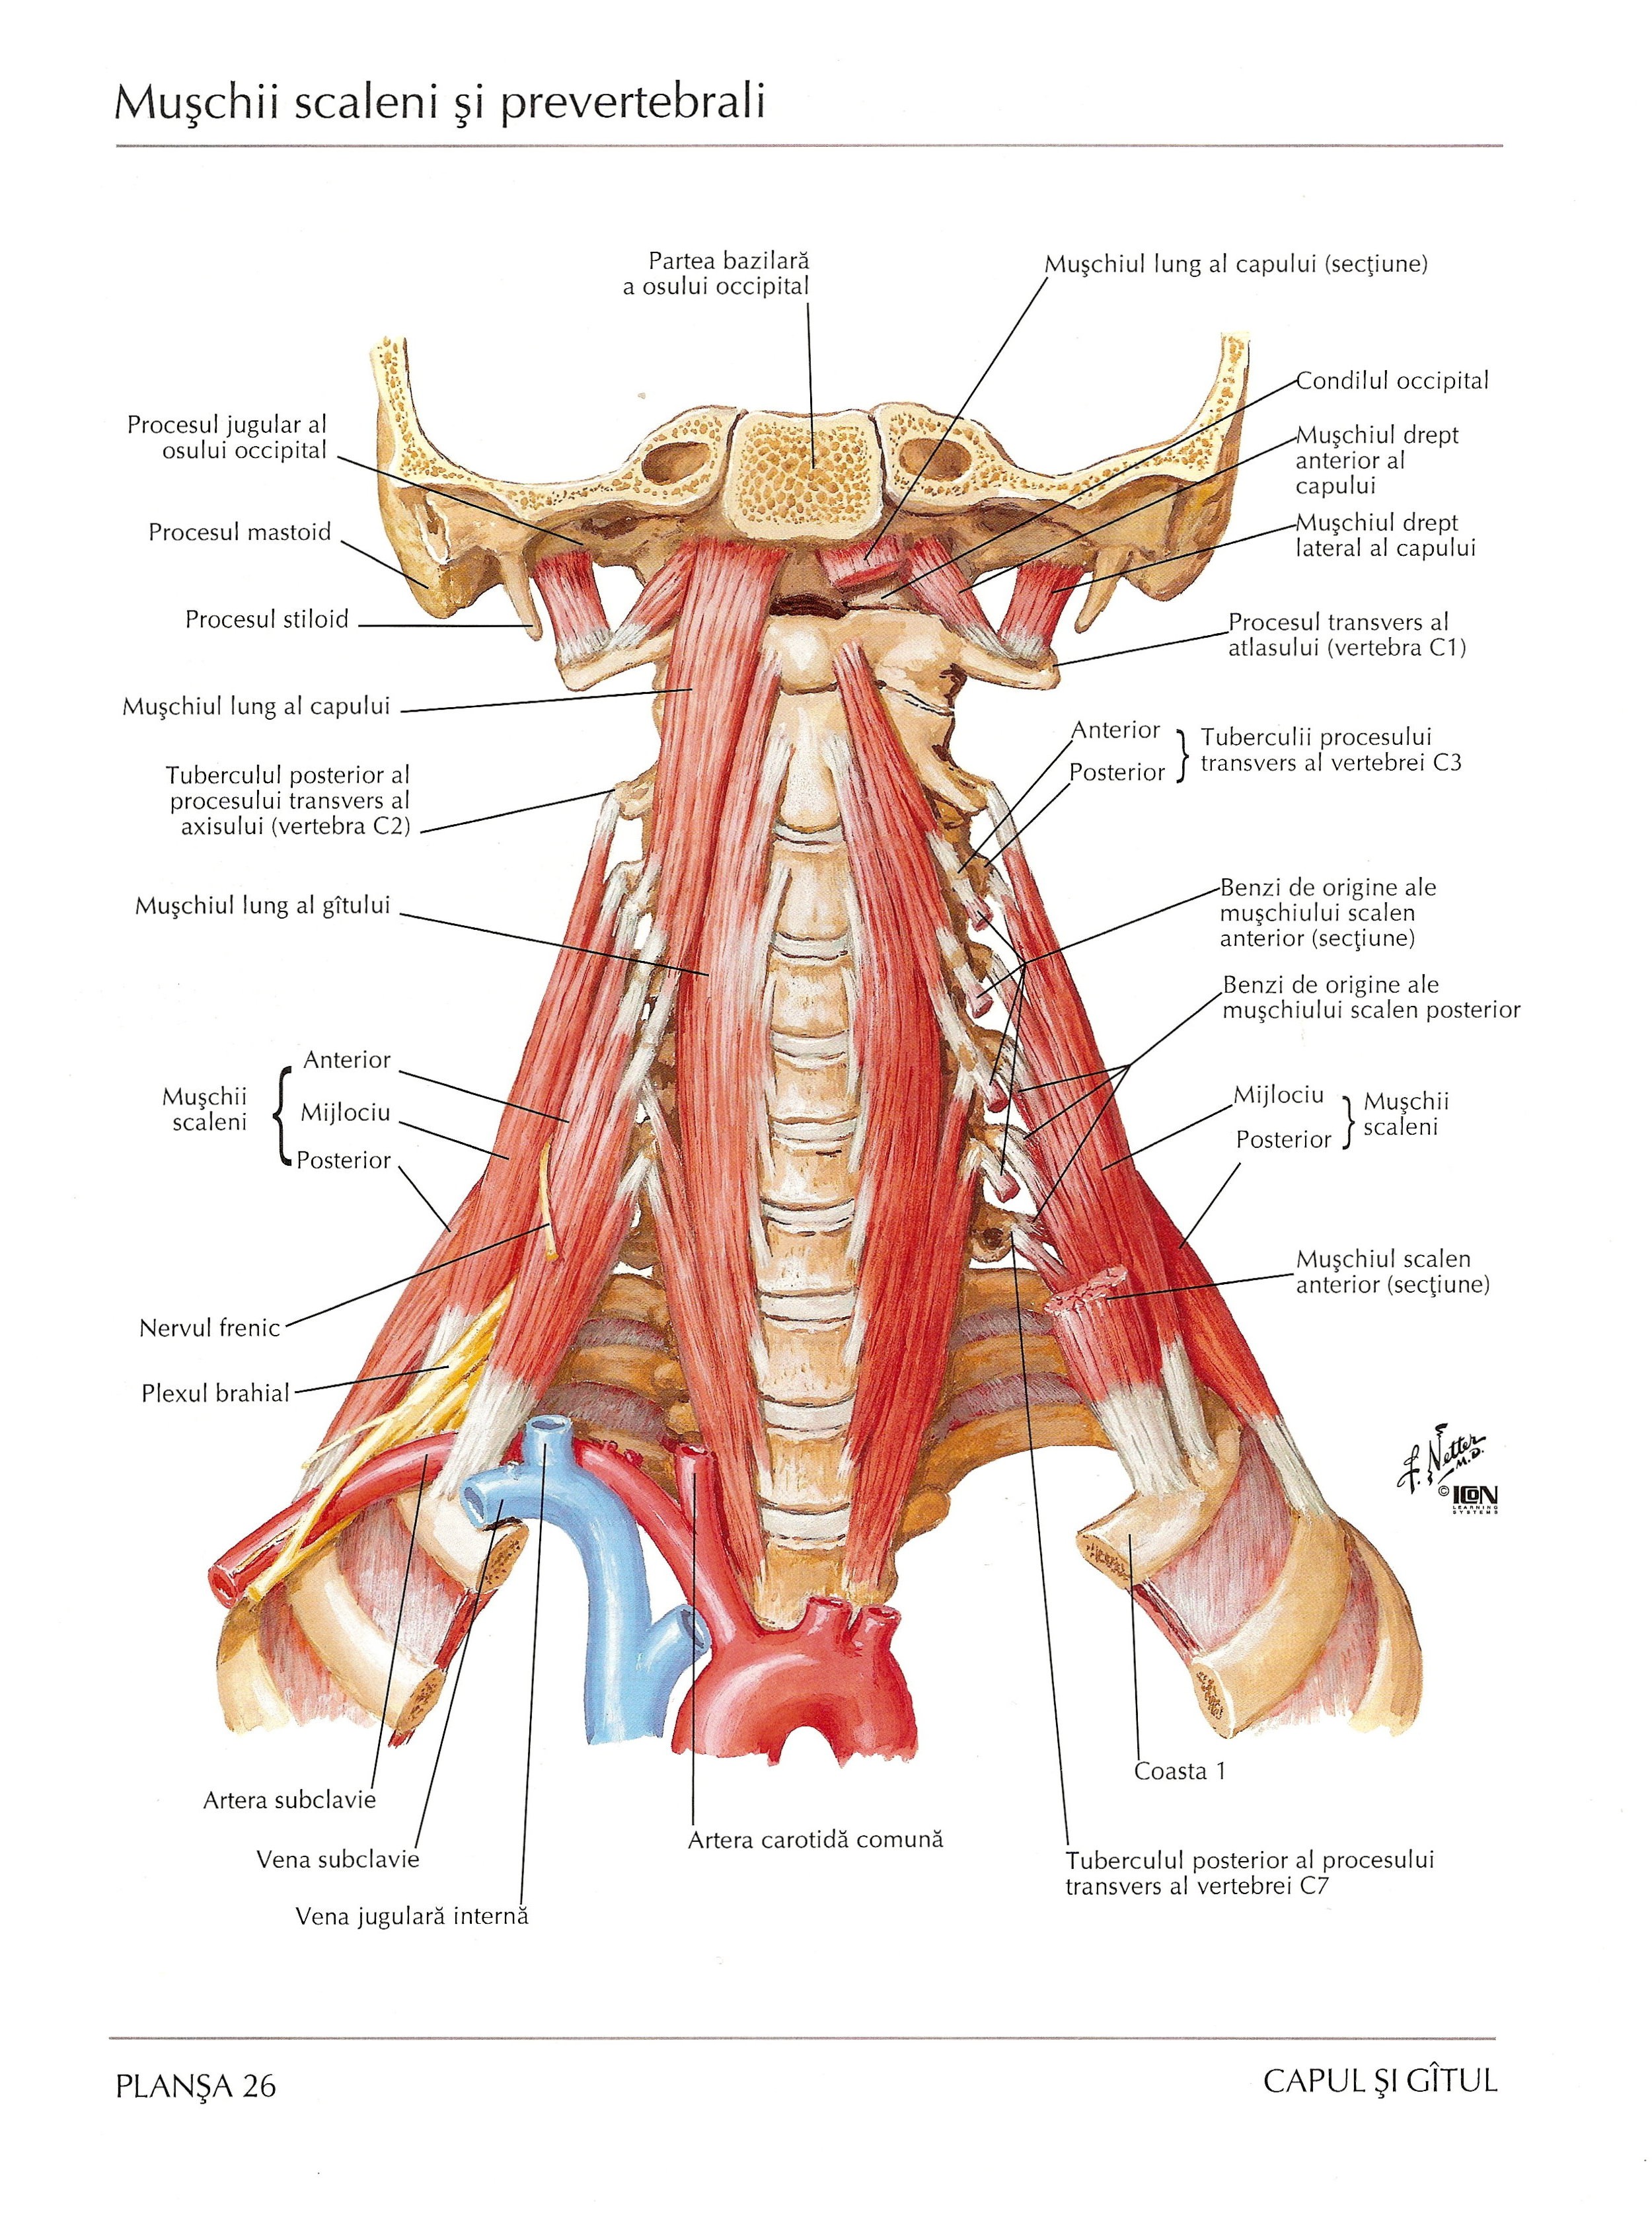 Muşchii scaleni şi prevertebrali
Partea bazilară
a osului occipital
Muşchiul lung al capului (secţiune)
Condilul occipital
Procesul jugular al
osului occipital
Muşchiul drept
anterior al
capului
Procesul mastoid
Muşchiul drept
lateral al capului
Procesul stiloid
Procesul transvers al
atlasului (vertebra C1)
Muşchiul lung al capului
Anterior
Posterior
Tuberculii procesului
transvers al vertebrei C3
Tuberculul posterior al
procesului transvers al
axisului (vertebra C2)
Muşchiul lung al gîtului
Benzi de origine ale
muşchiului scalen
anterior (secţiune)
Benzi de origine ale
muşchiului scalen posterior
Muşchii
scaleni
Anterior
Mijlociu
Posterior
Mijlociu
Posterior
Muşchii
scaleni
Muşchiul scalen
anterior (secţiune)
Nervul frenic
Plexul brahial
F. Netter
M.D.
© ICON
LEARNING
SYSTEMS
Coasta 1
Artera subclavie
Artera carotidă comună
Vena subclavie
Tuberculul posterior al procesului
transvers al vertebrei C7
Vena jugulară internă
PLANŞA 26
CAPUL ŞI GÎTUL